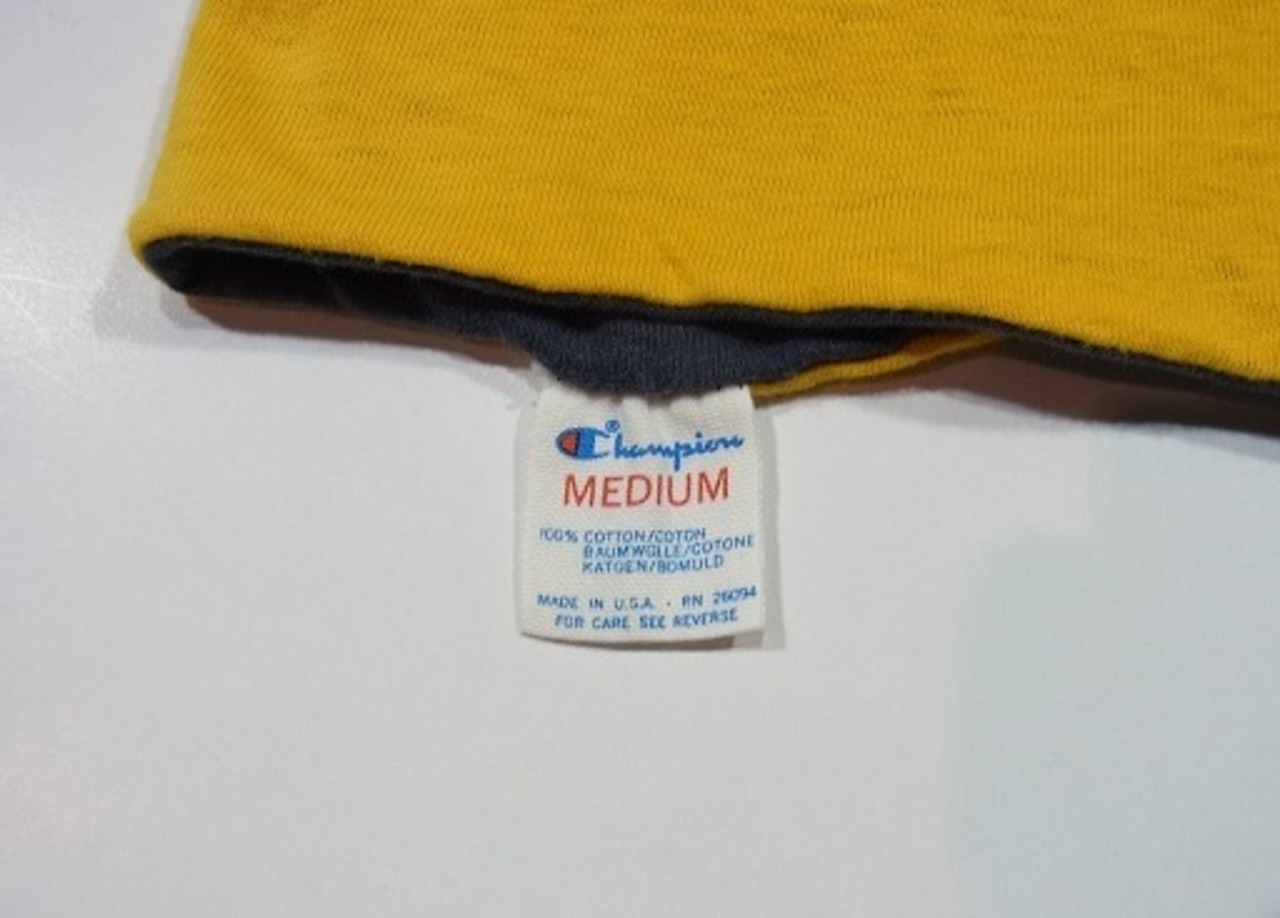 Champion®
MEDIUM
100% COTTON/COTON
BAUMWOLLE/COTONE
KATOEN/BOMULD
MADE IN U.S.A. · RN 26094
FOR CARE SEE REVERSE